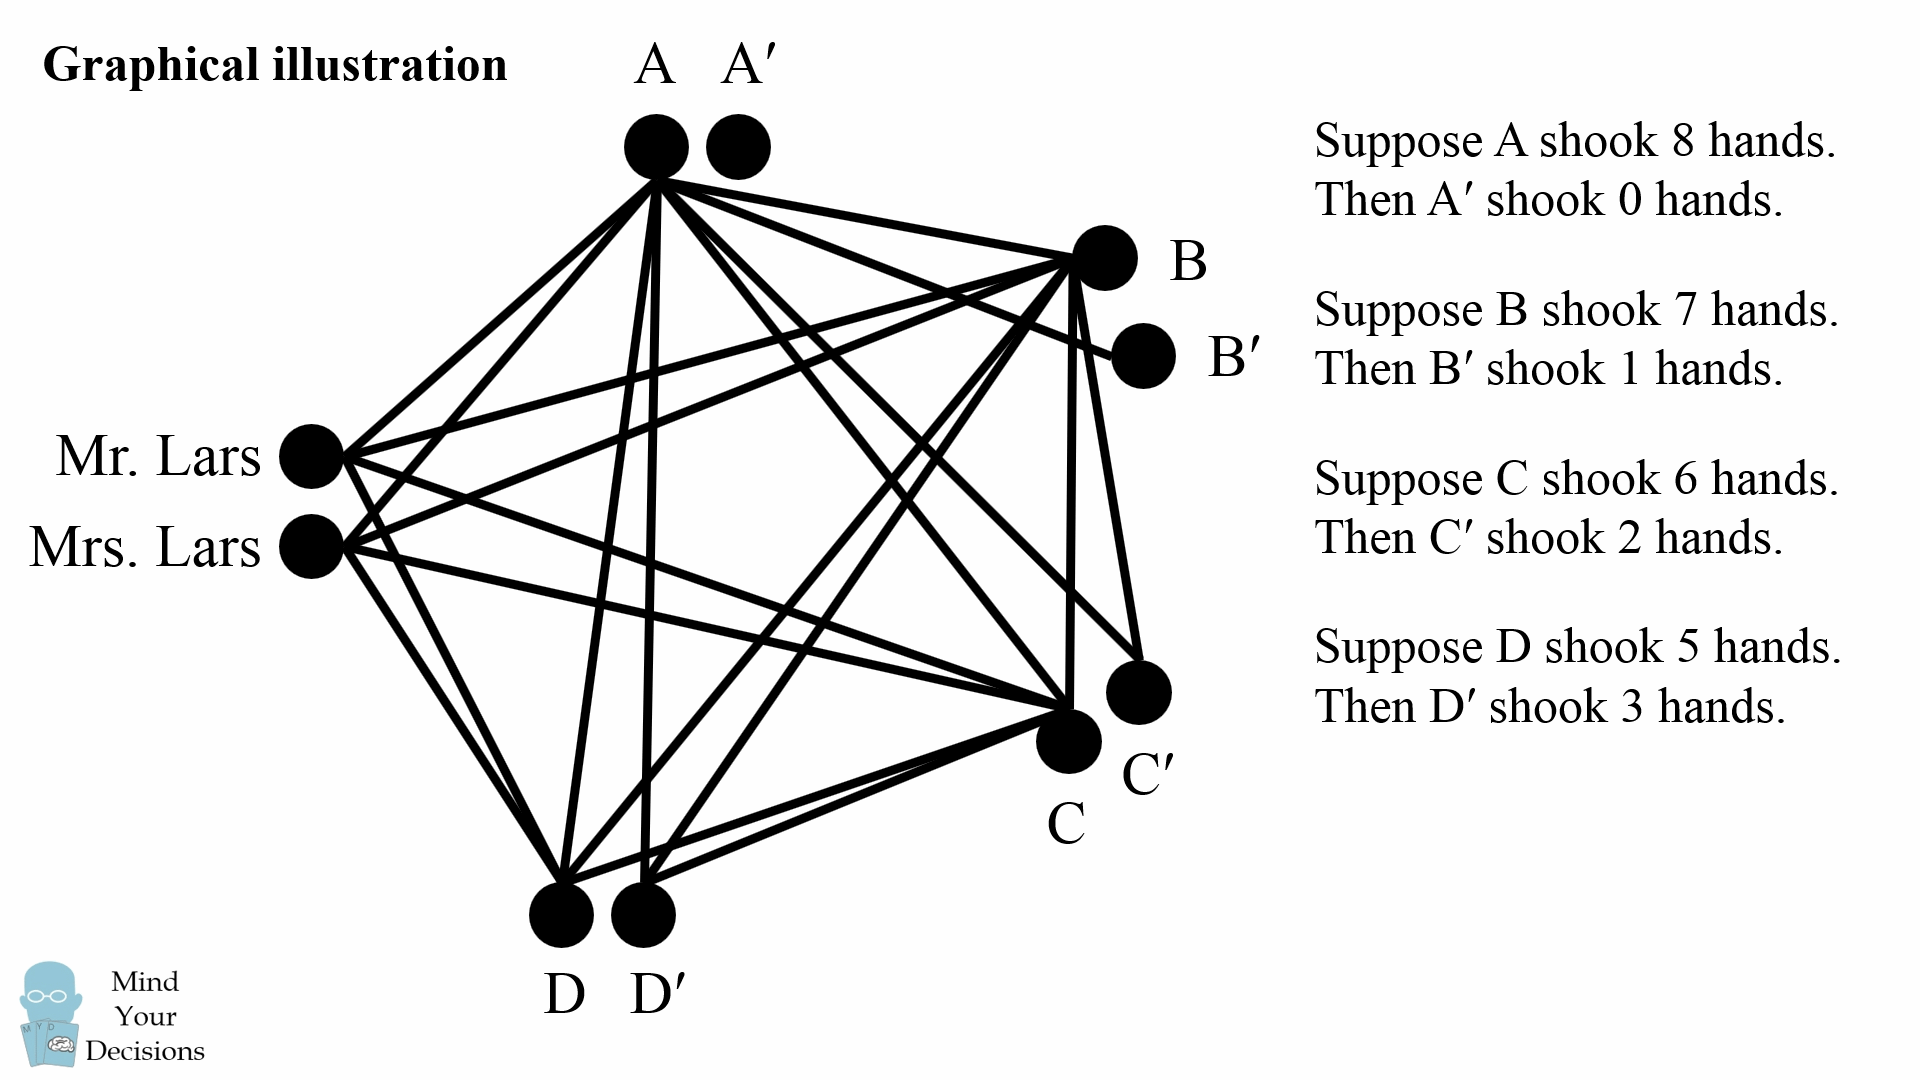 Graphical illustration
A A′
B
B′
Mr. Lars
Mrs. Lars
C′
C
D D′
Suppose A shook 8 hands.
Then A′ shook 0 hands.
Suppose B shook 7 hands.
Then B′ shook 1 hands.
Suppose C shook 6 hands.
Then C′ shook 2 hands.
Suppose D shook 5 hands.
Then D′ shook 3 hands.
M Y D
Mind
Your
Decisions